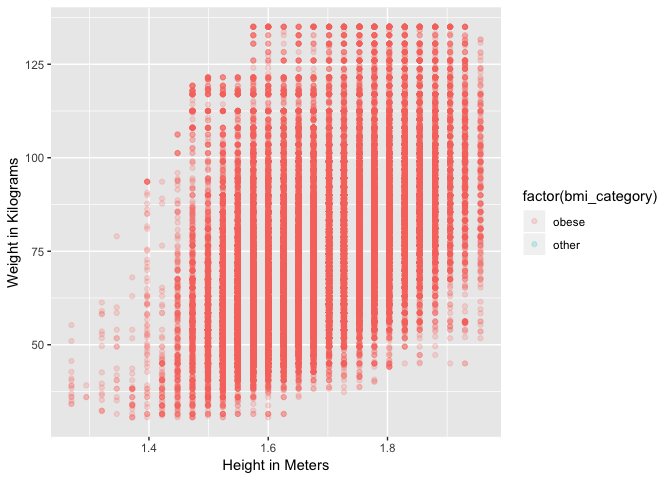 125
100
75
50
Weight in Kilograms
1.4
1.6
1.8
Height in Meters
factor(bmi_category)
obese
other